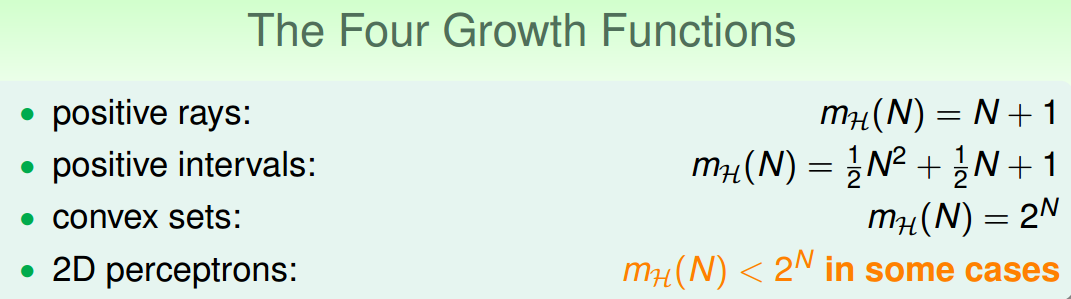 The Four Growth Functions
• positive rays: m_H(N) = N + 1
• positive intervals: m_H(N) = ½N² + ½N + 1
• convex sets: m_H(N) = 2^N
• 2D perceptrons: m_H(N) < 2^N in some cases